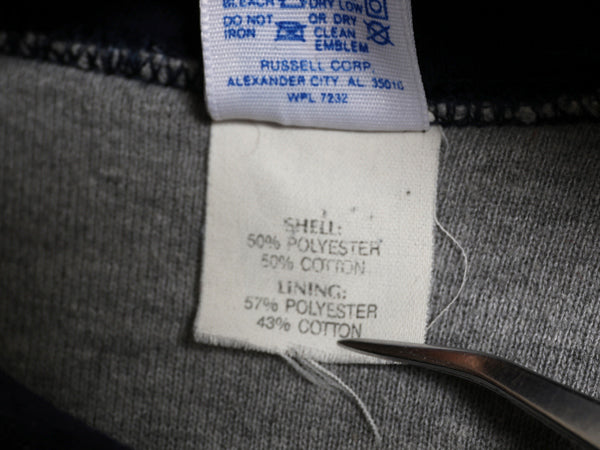 BLEACH DRY LOW
DO NOT OR DRY
IRON CLEAN
EMBLEM
RUSSELL CORP.
ALEXANDER CITY, AL 35010
WPL 7232
SHELL:
50% POLYESTER
50% COTTON
LINING:
57% POLYESTER
43% COTTON